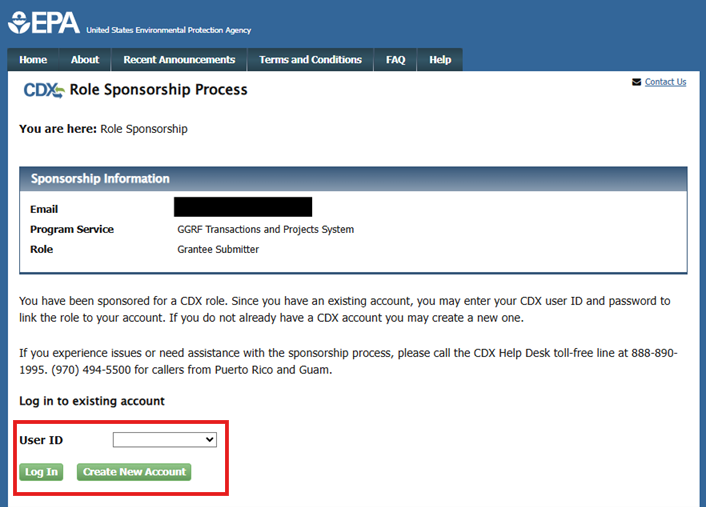 EPA United States Environmental Protection Agency
Home About Recent Announcements Terms and Conditions FAQ Help
CDX Role Sponsorship Process
Contact Us
You are here: Role Sponsorship
Sponsorship Information
Email
Program Service GGRF Transactions and Projects System
Role Grantee Submitter
You have been sponsored for a CDX role. Since you have an existing account, you may enter your CDX user ID and password to
link the role to your account. If you do not already have a CDX account you may create a new one.
If you experience issues or need assistance with the sponsorship process, please call the CDX Help Desk toll-free line at 888-890-
1995. (970) 494-5500 for callers from Puerto Rico and Guam.
Log in to existing account
User ID
Log In Create New Account